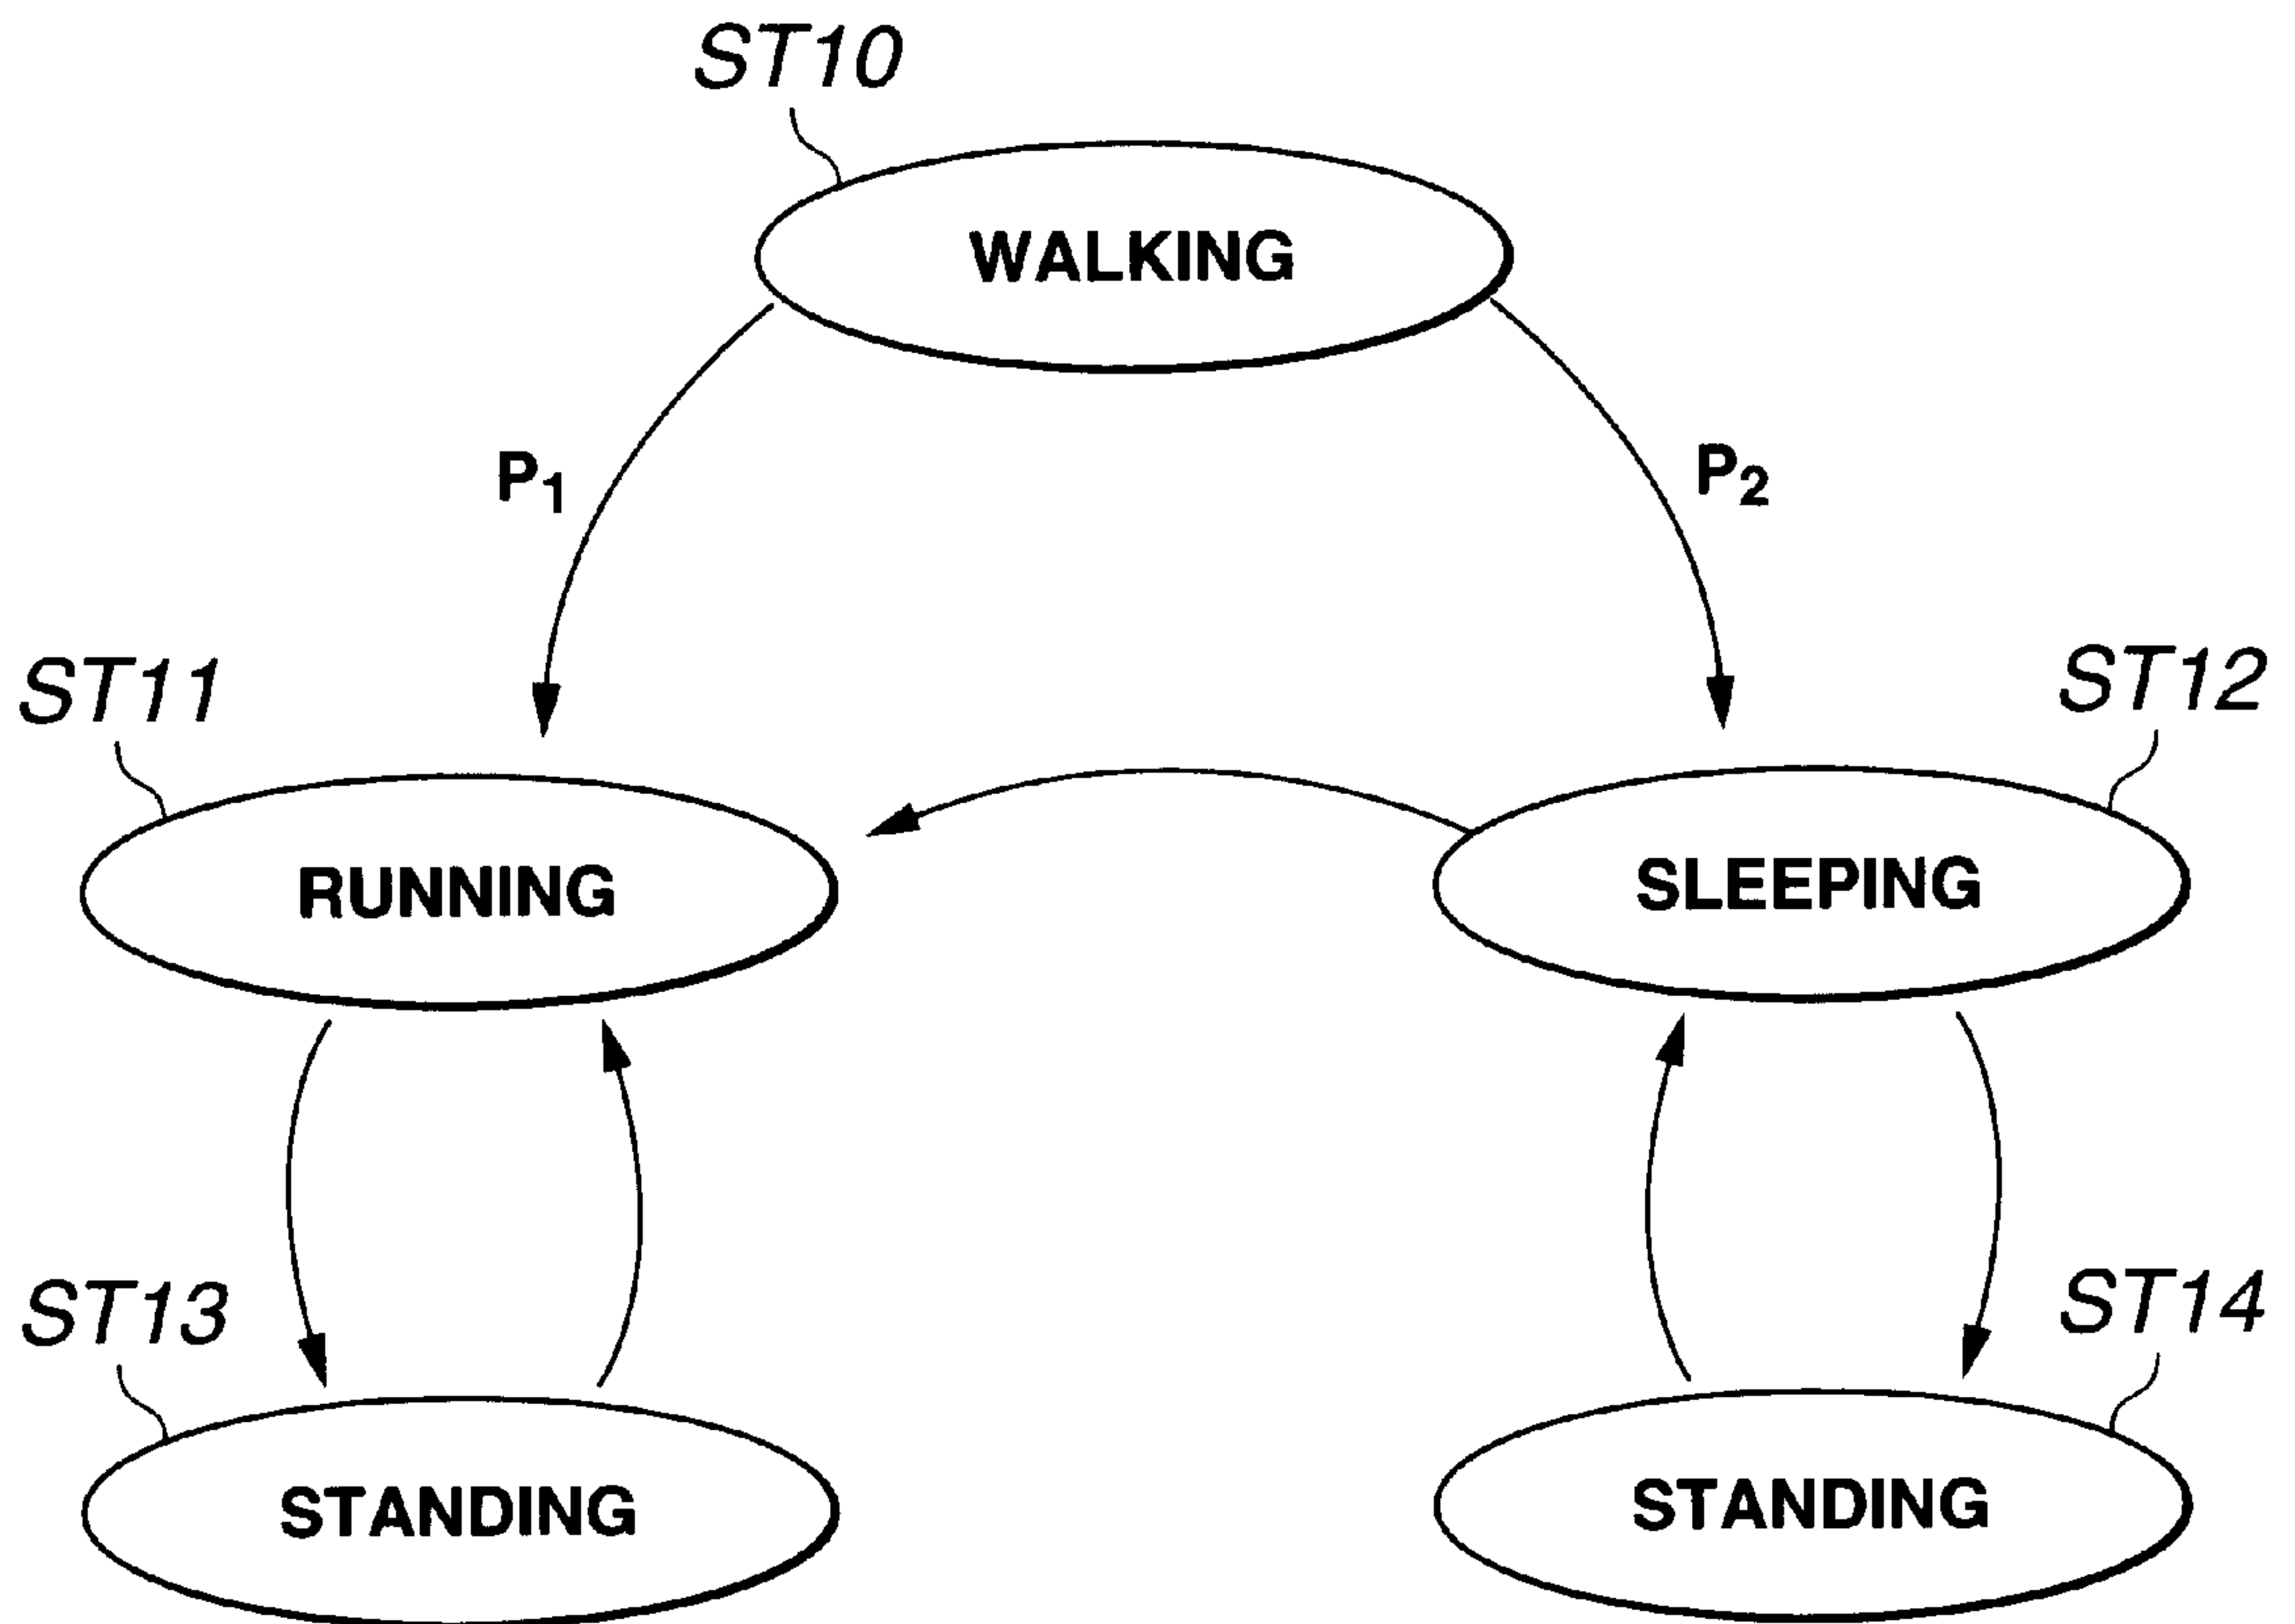 ST10
WALKING
P1
P2
ST11
ST12
RUNNING
SLEEPING
ST13
ST14
STANDING
STANDING